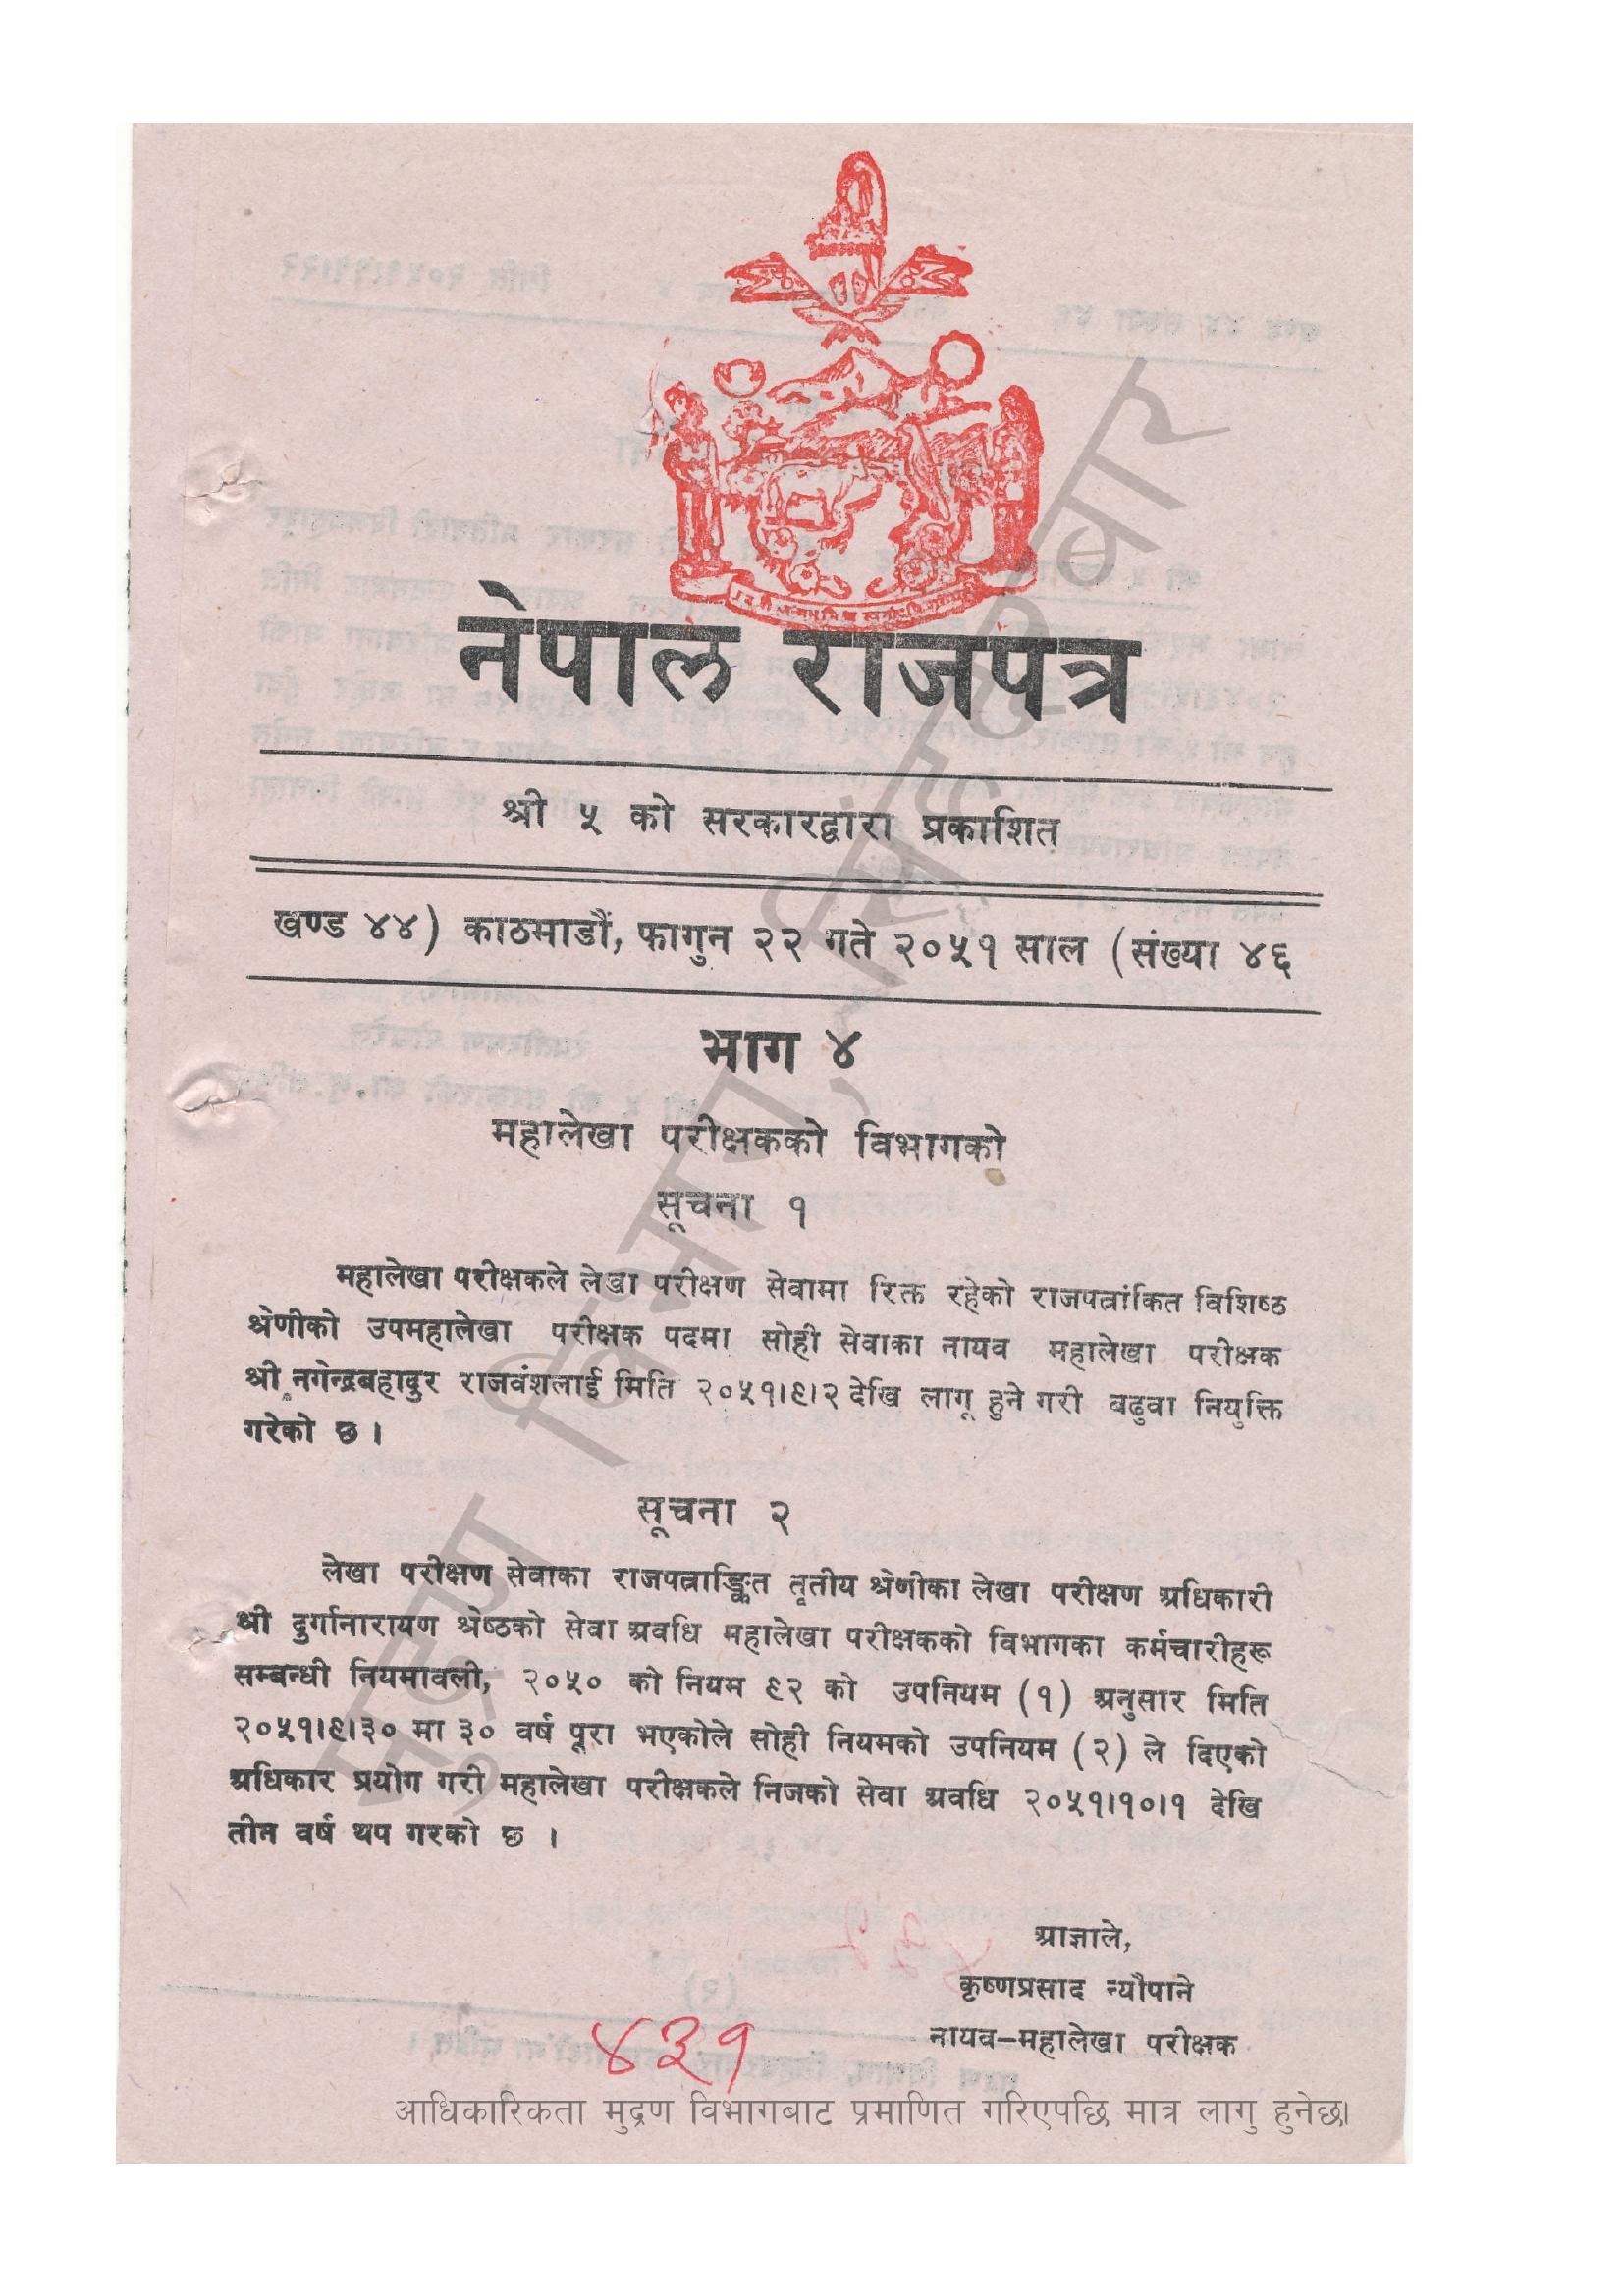 नेपाल राजपत्र
श्री ५ को सरकारद्वारा प्रकाशित
खण्ड ४४) काठमाडौं, फागुन २२ गते २०५१ साल (संख्या ४६
भाग ४
महालेखा परीक्षकको विभागको
सूचना १
महालेखा परीक्षकले लेखा परीक्षण सेवामा रिक्त रहेको राजपत्रांकित विशिष्ठ
श्रेणीको उपमहालेखा परीक्षक पदमा सोही सेवाका नायव महालेखा परीक्षक
श्री नगेन्द्रबहादुर राजवंशलाई मिति २०५१।९।२ देखि लागू हुने गरी बढुवा नियुक्ति
गरेको छ ।
सूचना २
लेखा परीक्षण सेवाका राजपत्राङ्कित तृतीय श्रेणीका लेखा परीक्षण अधिकारी
श्री दुर्गानारायण श्रेष्ठको सेवा अवधि महालेखा परीक्षकको विभागका कर्मचारीहरू
सम्बन्धी नियमावली, २०५० को नियम ९२ को उपनियम (१) अनुसार मिति
२०५१।९।३० मा ३० वर्ष पूरा भएकोले सोही नियमको उपनियम (२) ले दिएको
अधिकार प्रयोग गरी महालेखा परीक्षकले निजको सेवा अवधि २०५१।१०।१ देखि
तीन वर्ष थप गरको छ ।
आज्ञाले,
कृष्णप्रसाद न्यौपाने
नायव–महालेखा परीक्षक
४३१
आधिकारिकता मुद्रण विभागबाट प्रमाणित गरिएपछि मात्र लागु हुनेछ।
मुद्रण विभाग, सिंहदरवार